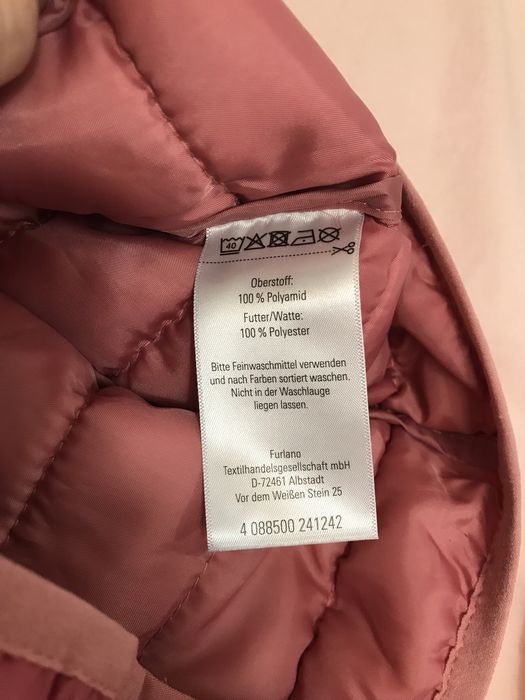 40
Oberstoff:
100 % Polyamid
Futter/Watte:
100 % Polyester
Bitte Feinwaschmittel verwenden
und nach Farben sortiert waschen.
Nicht in der Waschlauge
liegen lassen.
Furlano
Textilhandelsgesellschaft mbH
D-72461 Albstadt
Vor dem Weißen Stein 25
4 088500 241242